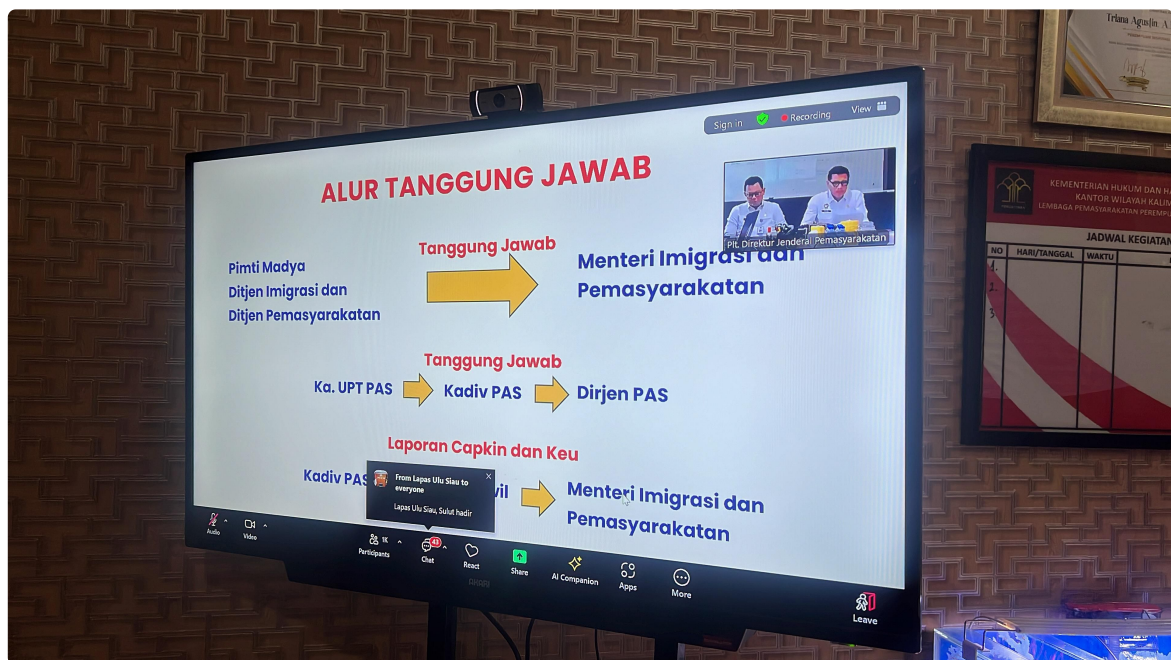 Sign in
Recording
View
ALUR TANGGUNG JAWAB
Plt. Direktur Jenderal Pemasyarakatan
Tanggung Jawab
Pimti Madya
Ditjen Imigrasi dan
Ditjen Pemasyarakatan
Menteri Imigrasi dan
Pemasyarakatan
Tanggung Jawab
Ka. UPT PAS
Kadiv PAS
Dirjen PAS
Laporan Capkin dan Keu
Kadiv PAS
Menteri Imigrasi dan
Pemasyarakatan
From Lapas Ulu Siau to
everyone
Lapas Ulu Siau, Sulut hadir
Audio
Video
1K
Participants
43
Chat
React
Share
AI Companion
Apps
More
Leave
Triana Agustin
KEMENTERIAN HUKUM DAN
KANTOR WILAYAH
LEMBAGA PEMASYARAKATAN
JADWAL KEGIATAN
NO
HARI/TANGGAL
WAKTU
1.
2.
3